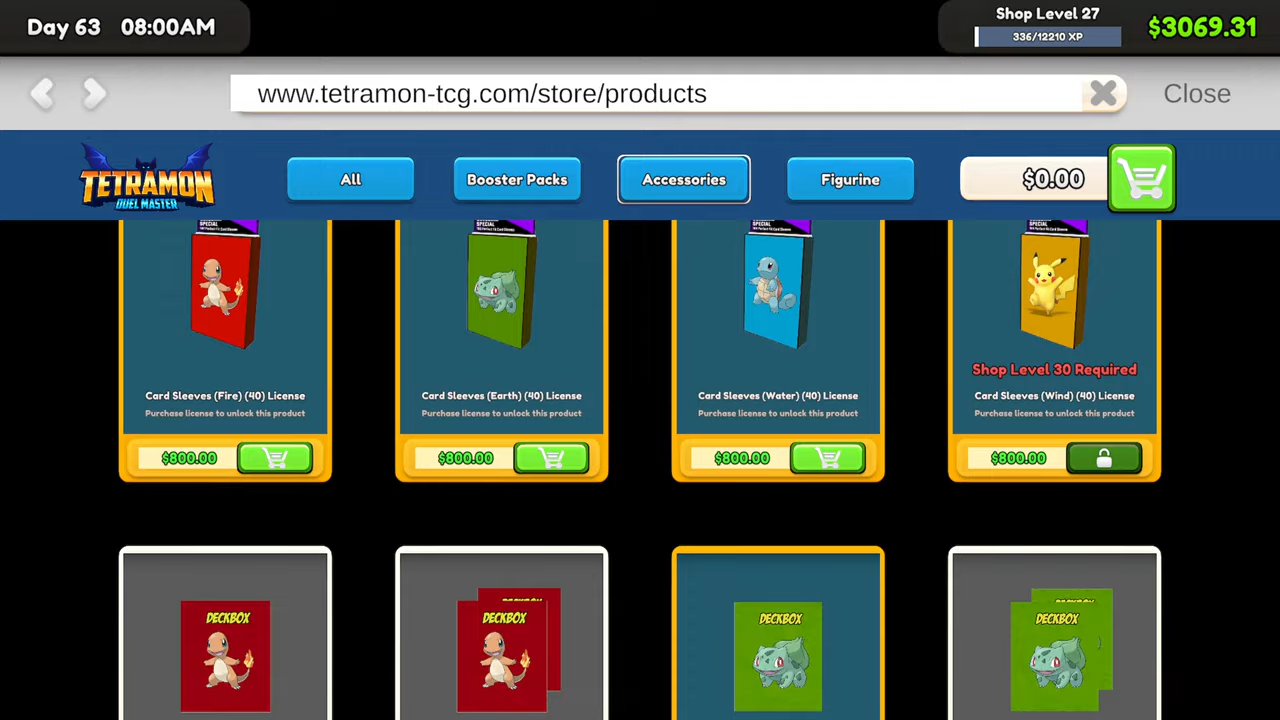 Day 63 08:00AM
Shop Level 27
336/12210 XP
$3069.31
www.tetramon-tcg.com/store/products
Close
TETRAMON
DUEL MASTER
All
Booster Packs
Accessories
Figurine
$0.00
SPECIAL
SPECIAL
SPECIAL
SPECIAL
Shop Level 30 Required
Card Sleeves (Fire) (40) License
Card Sleeves (Earth) (40) License
Card Sleeves (Water) (40) License
Card Sleeves (Wind) (40) License
Purchase license to unlock this product
Purchase license to unlock this product
Purchase license to unlock this product
Purchase license to unlock this product
$800.00
$800.00
$800.00
$800.00
DECKBOX
DECKBOX
DECKBOX
DECKBOX